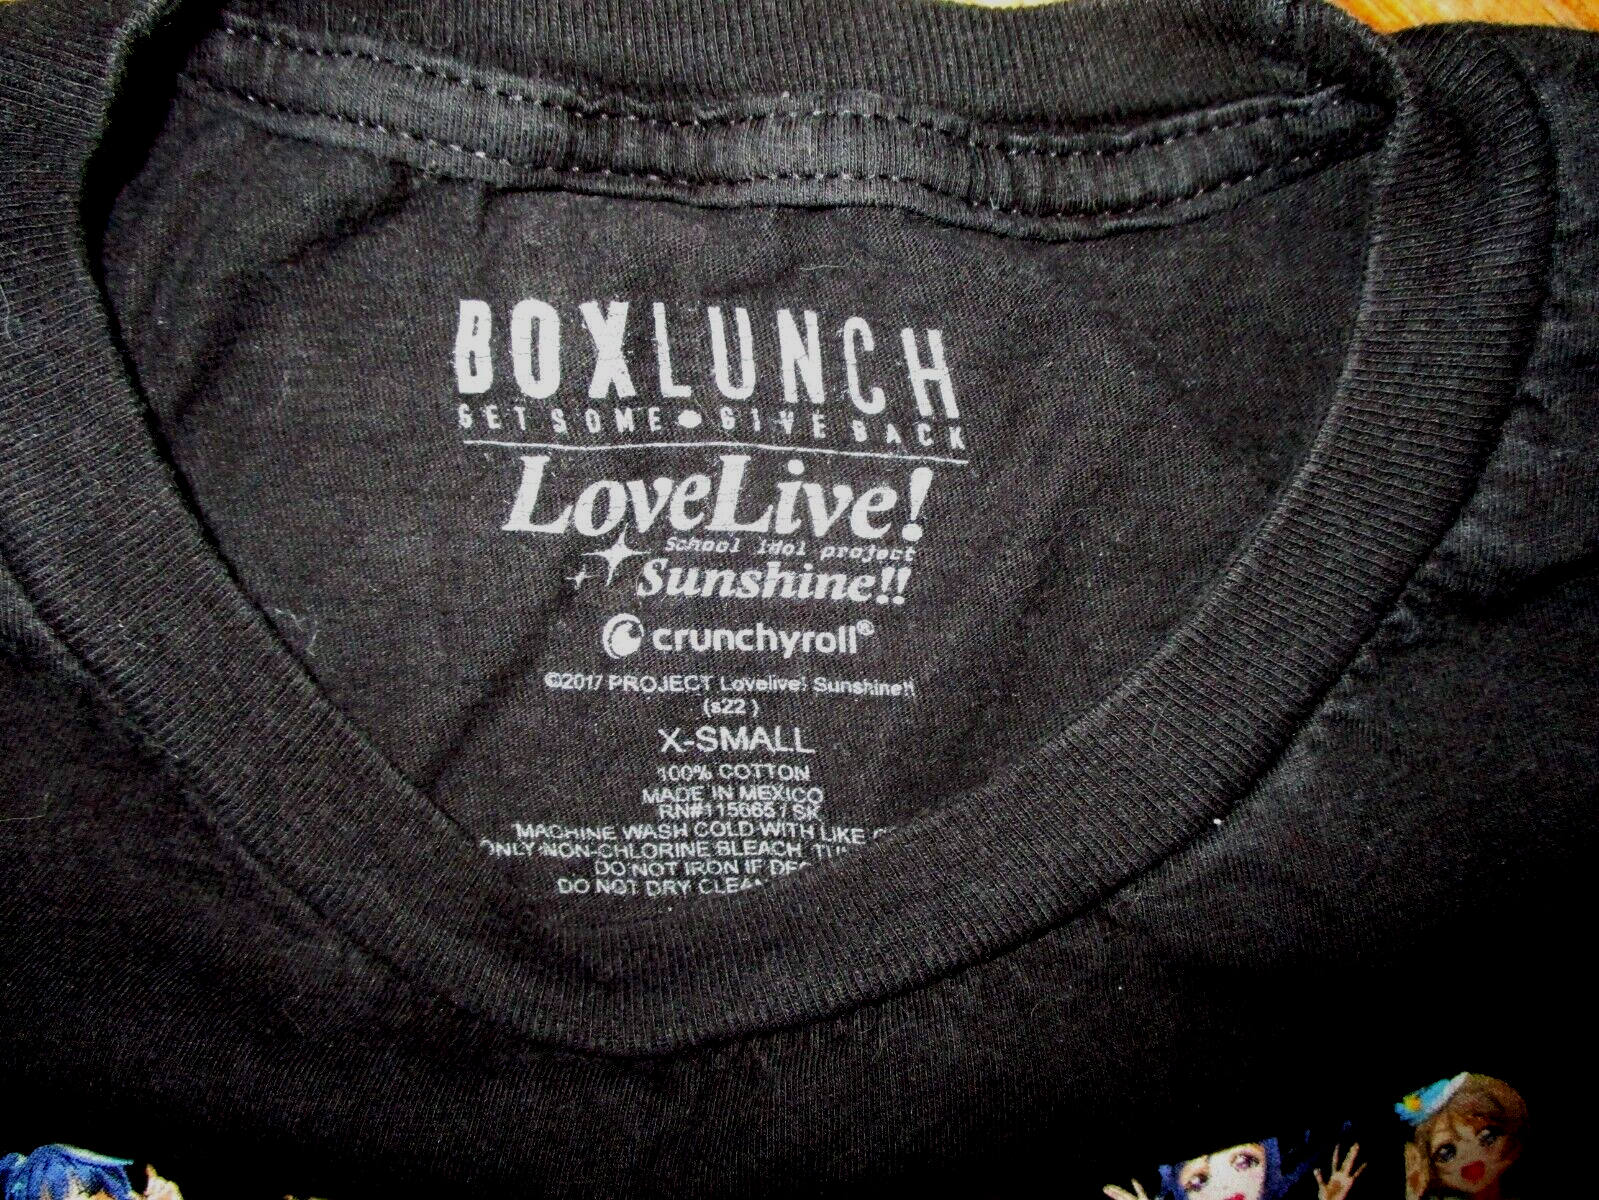 BOXLUNCH
GET SOME • GIVE BACK
LoveLive!
School idol project
Sunshine!!
crunchyroll®
©2017 PROJECT Lovelive! Sunshine!!
(s22 )
X-SMALL
100% COTTON
MADE IN MEXICO
/ SK
MACHINE WASH COLD WITH LIKE
ONLY NON-CHLORINE BLEACH
DO NOT IRON IF
DO NOT DRY